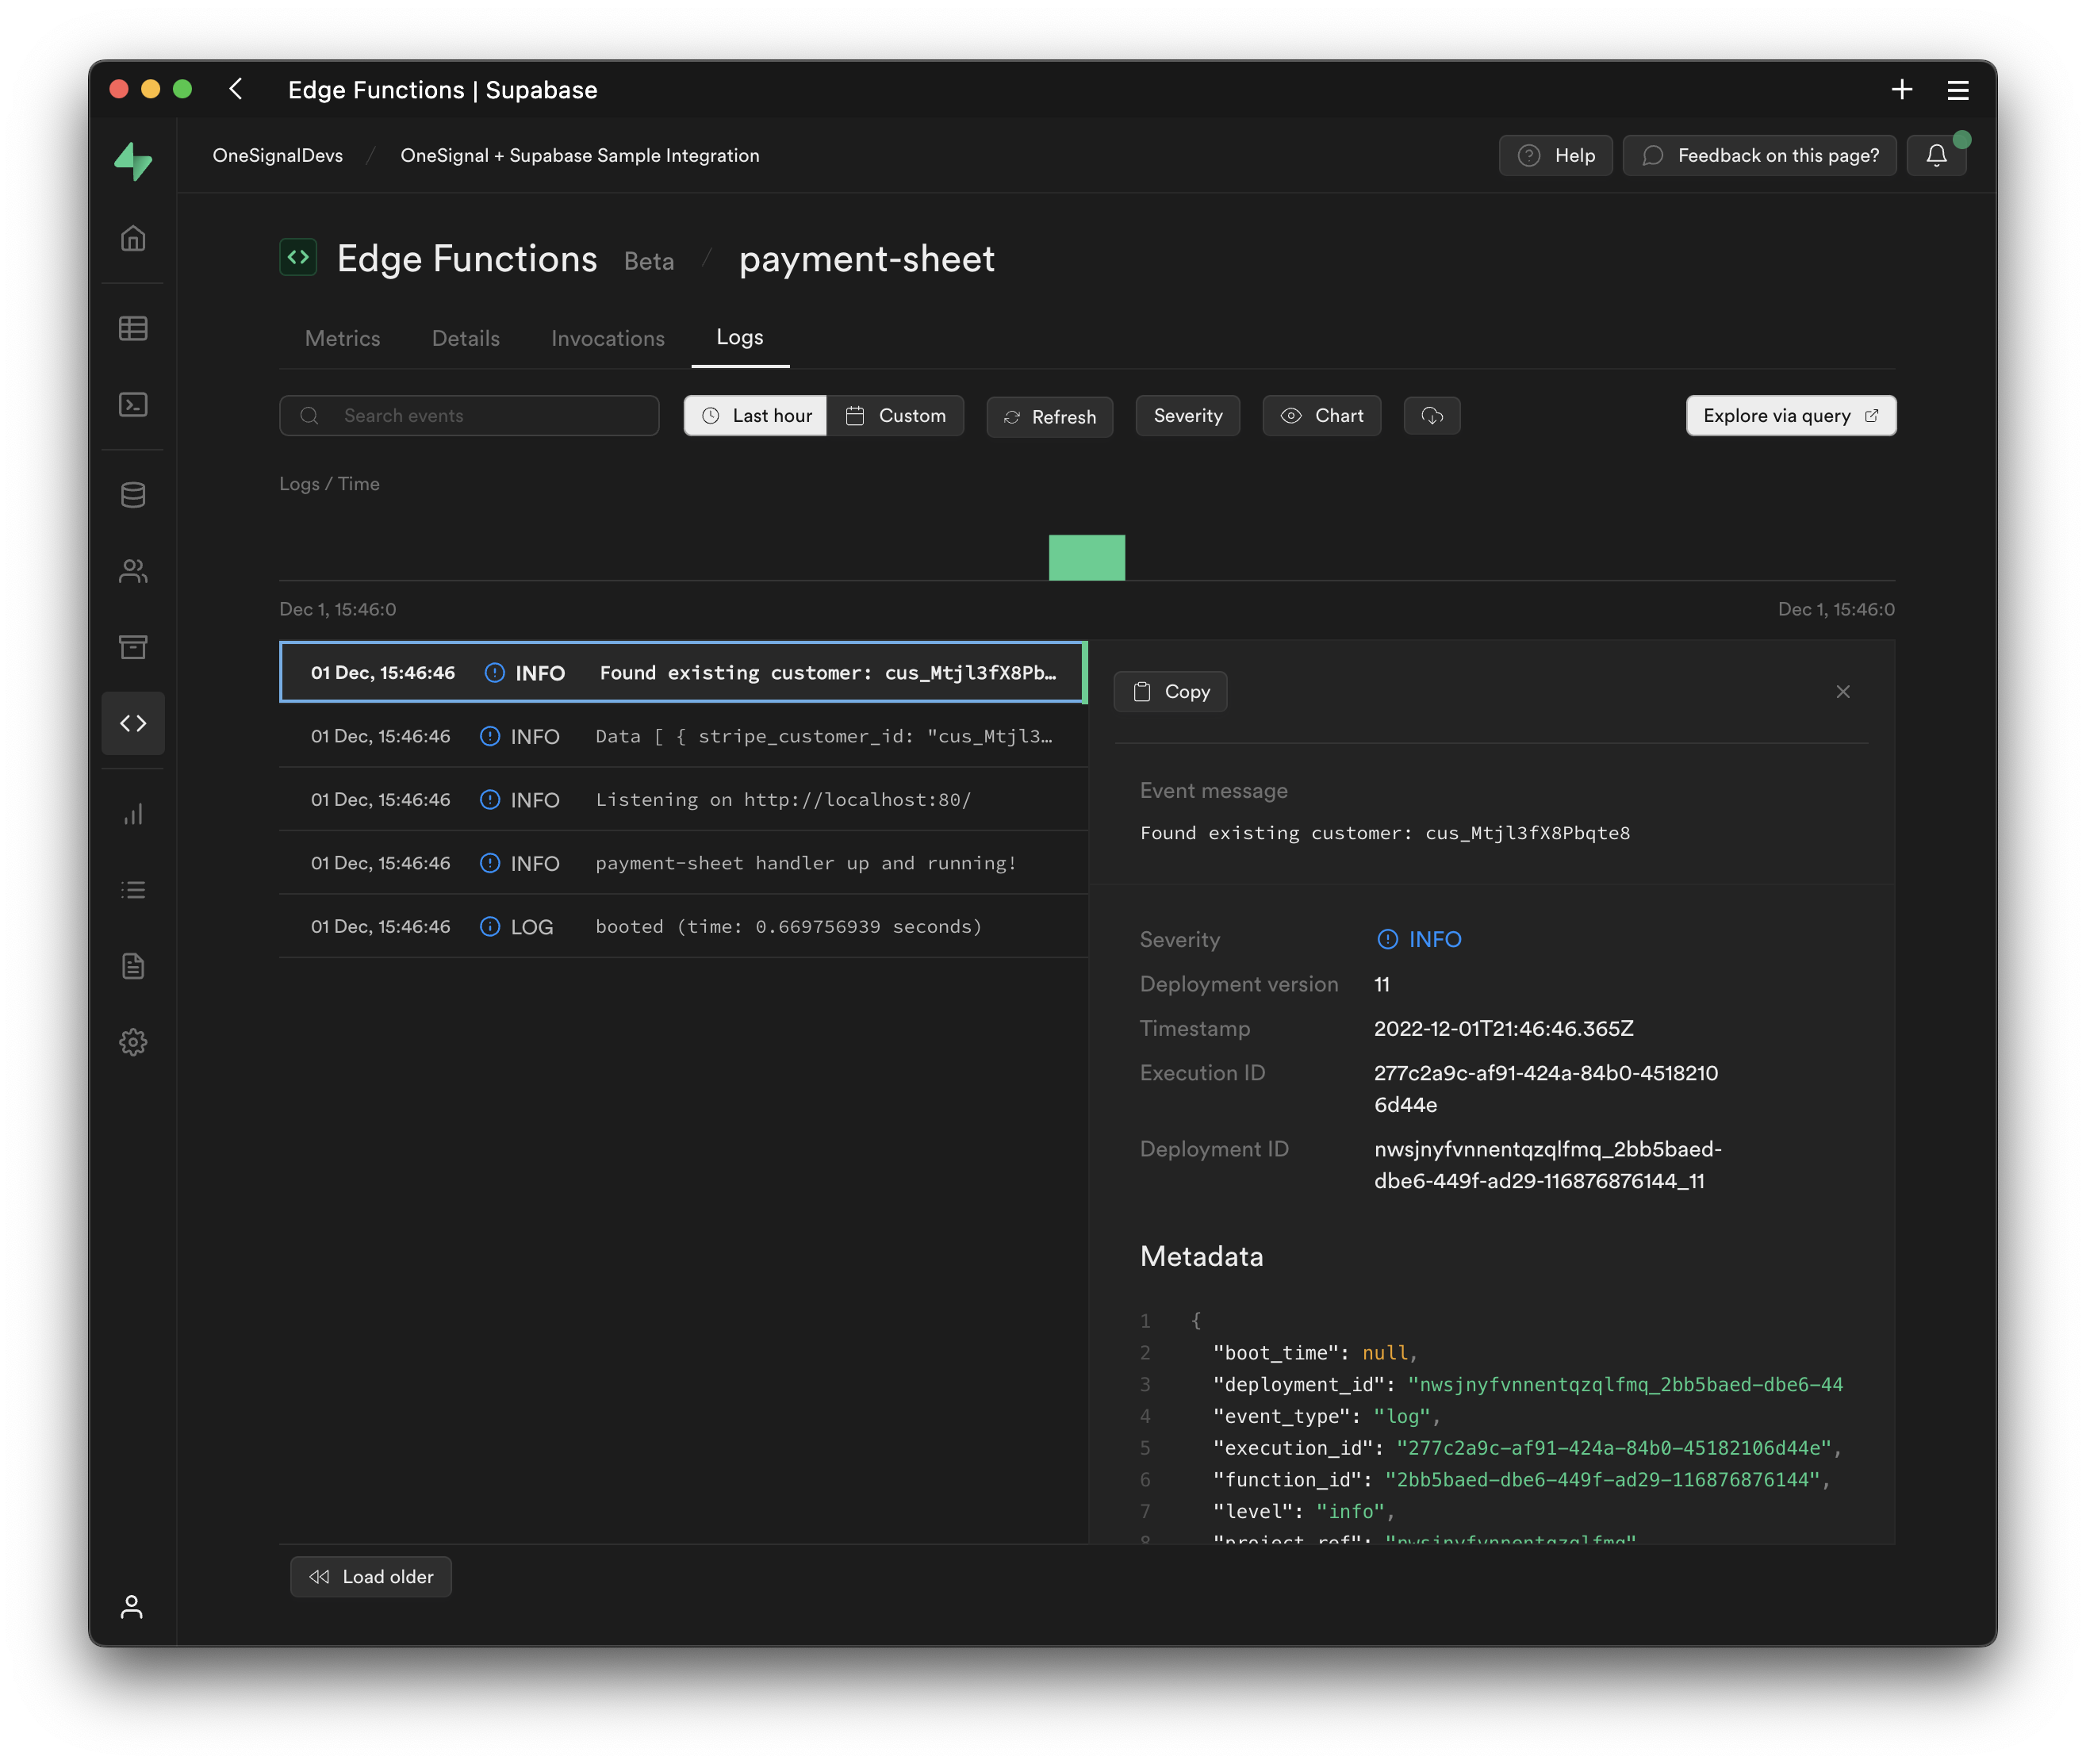 Edge Functions | Supabase
OneSignalDevs / OneSignal + Supabase Sample Integration
Help
Feedback on this page?
Edge Functions Beta / payment-sheet
Metrics Details Invocations Logs
Search events
Last hour
Custom
Refresh
Severity
Chart
Explore via query
Logs / Time
Dec 1, 15:46:0
Dec 1, 15:46:0
01 Dec, 15:46:46 INFO Found existing customer: cus_Mtjl3fX8Pb…
01 Dec, 15:46:46 INFO Data [ { stripe_customer_id: "cus_Mtjl3…
01 Dec, 15:46:46 INFO Listening on http://localhost:80/
01 Dec, 15:46:46 INFO payment-sheet handler up and running!
01 Dec, 15:46:46 LOG booted (time: 0.669756939 seconds)
Load older
Copy
Event message
Found existing customer: cus_Mtjl3fX8Pbqte8
Severity INFO
Deployment version 11
Timestamp 2022-12-01T21:46:46.365Z
Execution ID 277c2a9c-af91-424a-84b0-4518210
6d44e
Deployment ID nwsjnyfvnnentqzqlfmq_2bb5baed-
dbe6-449f-ad29-116876876144_11
Metadata
1 {
2 "boot_time": null,
3 "deployment_id": "nwsjnyfvnnentqzqlfmq_2bb5baed-dbe6-44
4 "event_type": "log",
5 "execution_id": "277c2a9c-af91-424a-84b0-45182106d44e",
6 "function_id": "2bb5baed-dbe6-449f-ad29-116876876144",
7 "level": "info",
8 "project_ref": "nwsjnyfvnnentqzqlfmq"